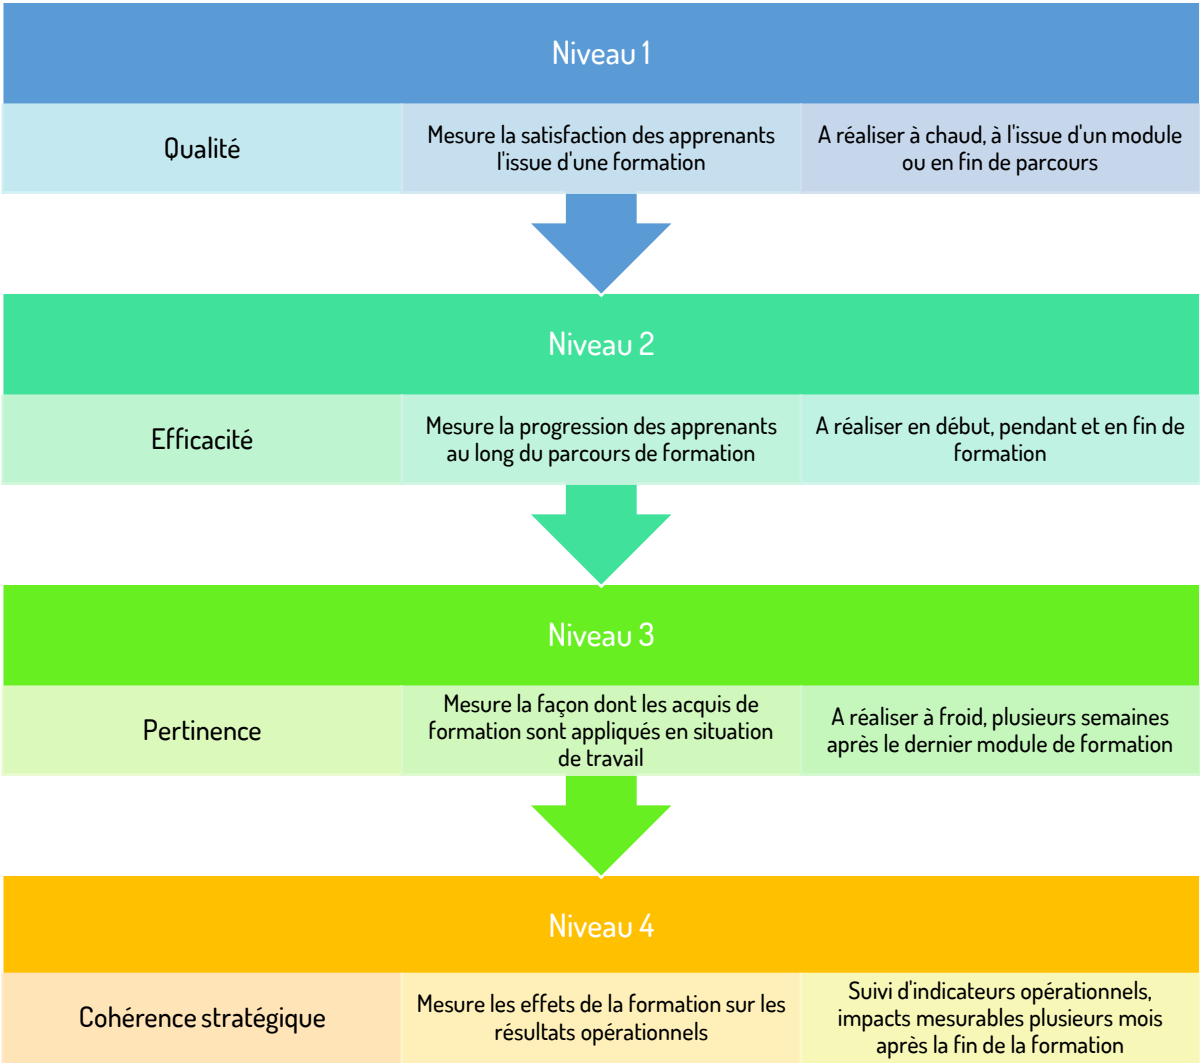 Niveau 1
Qualité
Mesure la satisfaction des apprenants
l'issue d'une formation
A réaliser à chaud, à l'issue d'un module
ou en fin de parcours
Niveau 2
Efficacité
Mesure la progression des apprenants
au long du parcours de formation
A réaliser en début, pendant et en fin de
formation
Niveau 3
Pertinence
Mesure la façon dont les acquis de
formation sont appliqués en situation
de travail
A réaliser à froid, plusieurs semaines
après le dernier module de formation
Niveau 4
Cohérence stratégique
Mesure les effets de la formation sur les
résultats opérationnels
Suivi d'indicateurs opérationnels,
impacts mesurables plusieurs mois
après la fin de la formation